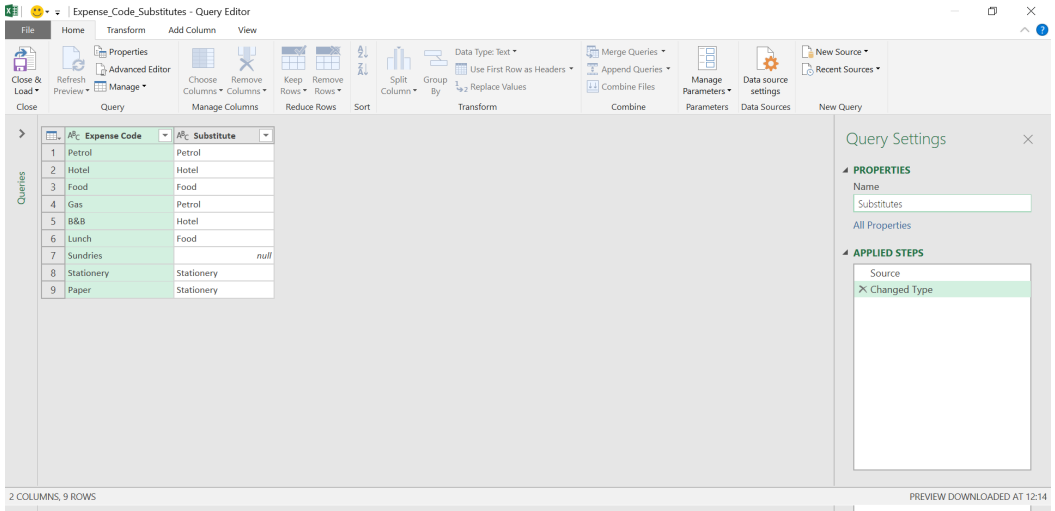 Expense_Code_Substitutes - Query Editor
File Home Transform Add Column View
Close & Load
Close
Refresh Preview
Properties
Advanced Editor
Manage
Query
Choose Columns
Remove Columns
Manage Columns
Keep Rows
Remove Rows
Reduce Rows
Sort
Split Column
Group By
Data Type: Text
Use First Row as Headers
Replace Values
Transform
Merge Queries
Append Queries
Combine Files
Combine
Manage Parameters
Parameters
Data source settings
Data Sources
New Source
Recent Sources
New Query
Queries
ABC Expense Code ABC Substitute
1 Petrol Petrol
2 Hotel Hotel
3 Food Food
4 Gas Petrol
5 B&B Hotel
6 Lunch Food
7 Sundries null
8 Stationery Stationery
9 Paper Stationery
Query Settings
PROPERTIES
Name
Substitutes
All Properties
APPLIED STEPS
Source
Changed Type
2 COLUMNS, 9 ROWS
PREVIEW DOWNLOADED AT 12:14